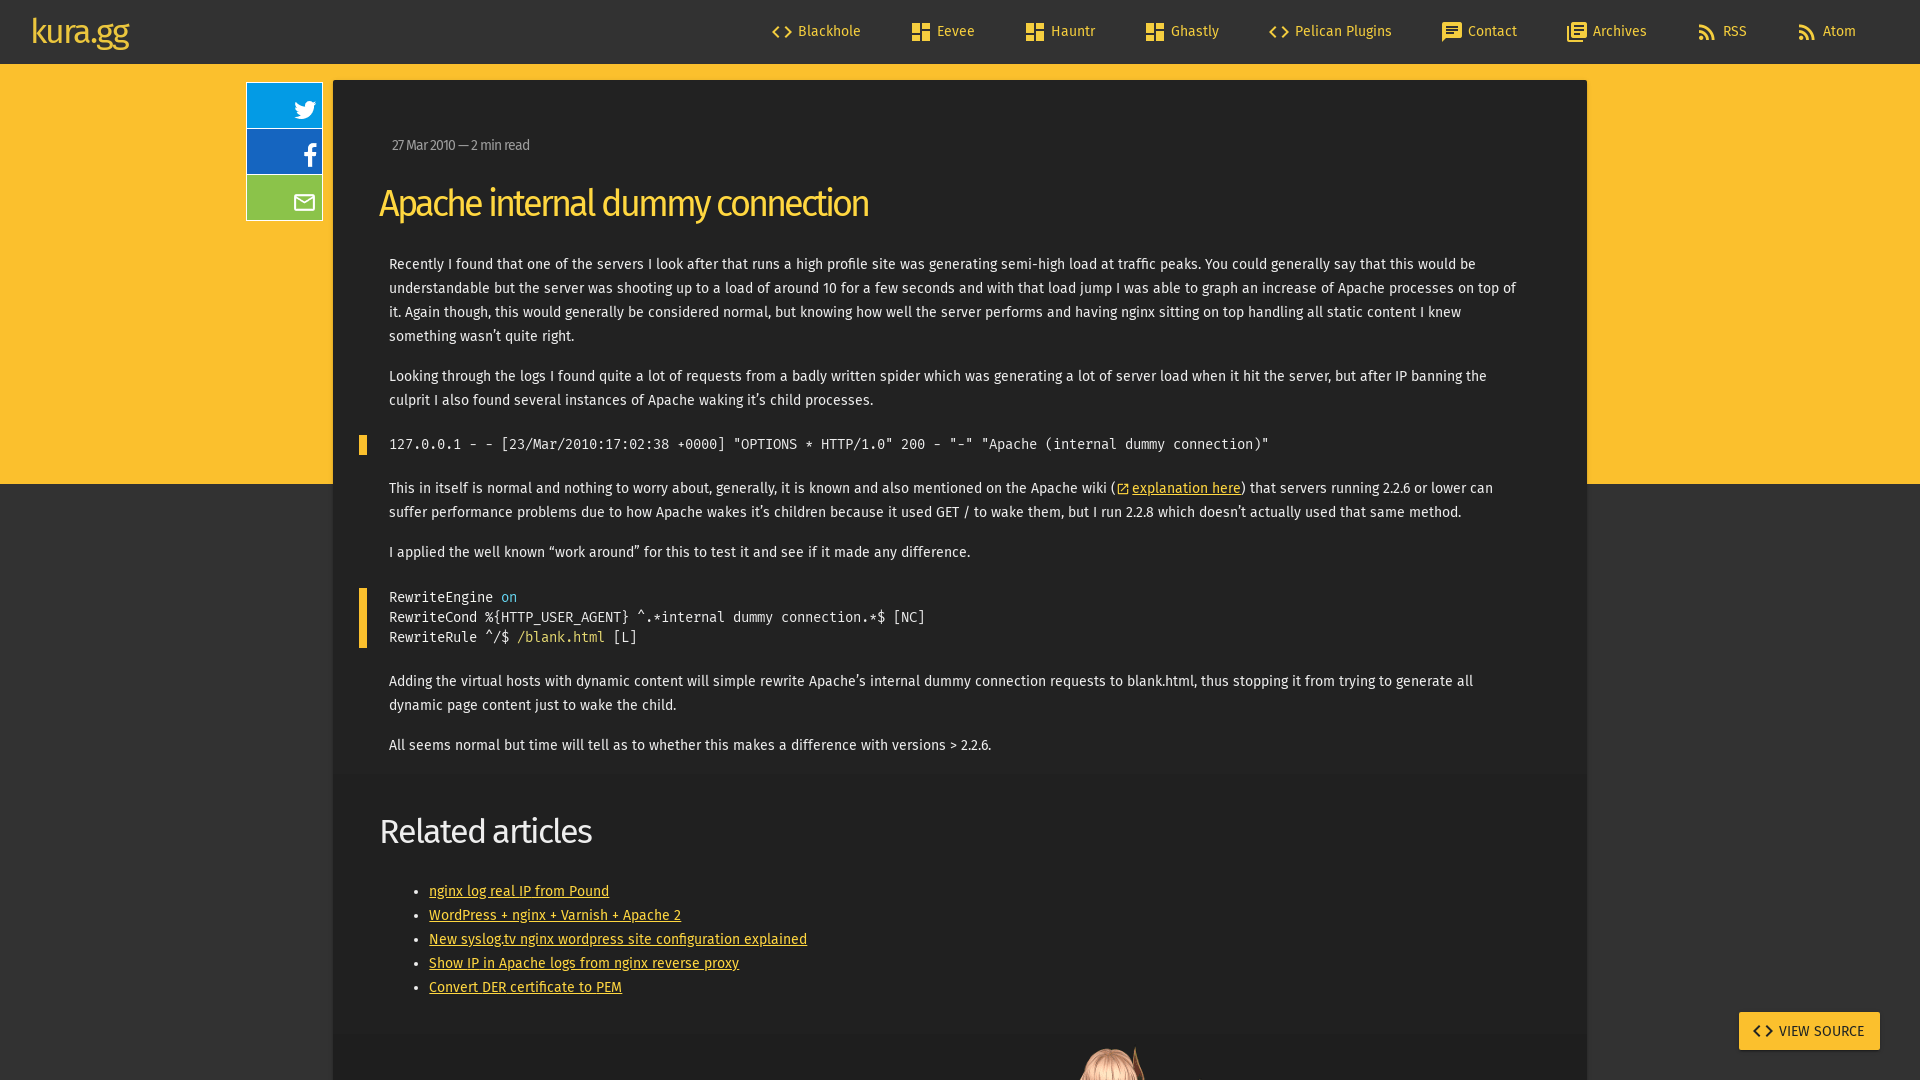 kura.gg
Blackhole
Eevee
Hauntr
Ghastly
Pelican Plugins
Contact
Archives
RSS
Atom
27 Mar 2010 — 2 min read
Apache internal dummy connection
Recently I found that one of the servers I look after that runs a high profile site was generating semi-high load at traffic peaks. You could generally say that this would be
understandable but the server was shooting up to a load of around 10 for a few seconds and with that load jump I was able to graph an increase of Apache processes on top of
it. Again though, this would generally be considered normal, but knowing how well the server performs and having nginx sitting on top handling all static content I knew
something wasn’t quite right.
Looking through the logs I found quite a lot of requests from a badly written spider which was generating a lot of server load when it hit the server, but after IP banning the
culprit I also found several instances of Apache waking it’s child processes.
127.0.0.1 - - [23/Mar/2010:17:02:38 +0000] "OPTIONS * HTTP/1.0" 200 - "-" "Apache (internal dummy connection)"
This in itself is normal and nothing to worry about, generally, it is known and also mentioned on the Apache wiki (explanation here) that servers running 2.2.6 or lower can
suffer performance problems due to how Apache wakes it’s children because it used GET / to wake them, but I run 2.2.8 which doesn’t actually used that same method.
I applied the well known “work around” for this to test it and see if it made any difference.
RewriteEngine on
RewriteCond %{HTTP_USER_AGENT} ^.*internal dummy connection.*$ [NC]
RewriteRule ^/$ /blank.html [L]
Adding the virtual hosts with dynamic content will simple rewrite Apache’s internal dummy connection requests to blank.html, thus stopping it from trying to generate all
dynamic page content just to wake the child.
All seems normal but time will tell as to whether this makes a difference with versions > 2.2.6.
Related articles
• nginx log real IP from Pound
• WordPress + nginx + Varnish + Apache 2
• New syslog.tv nginx wordpress site configuration explained
• Show IP in Apache logs from nginx reverse proxy
• Convert DER certificate to PEM
VIEW SOURCE